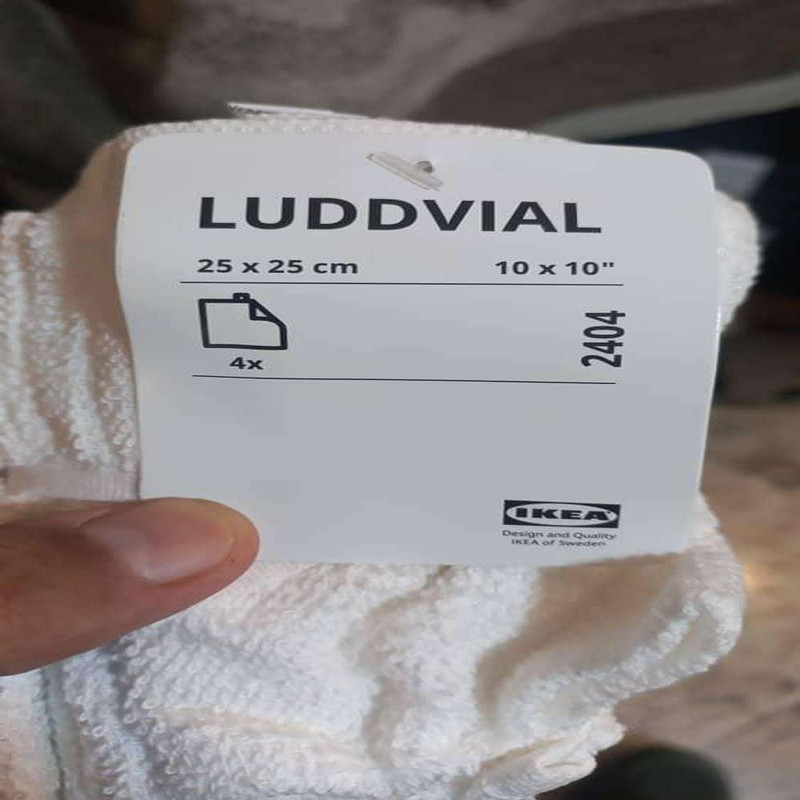 LUDDVIAL
25 x 25 cm 10 x 10"
4x
2404
IKEA
Design and Quality
IKEA of Sweden